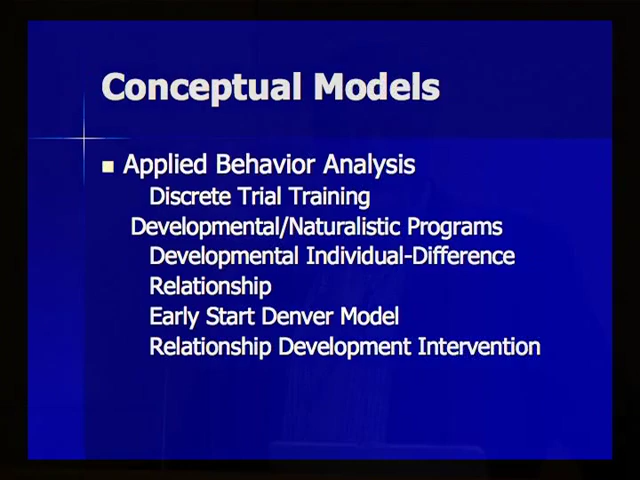 Conceptual Models
Applied Behavior Analysis
Discrete Trial Training
Developmental/Naturalistic Programs
Developmental Individual-Difference
Relationship
Early Start Denver Model
Relationship Development Intervention